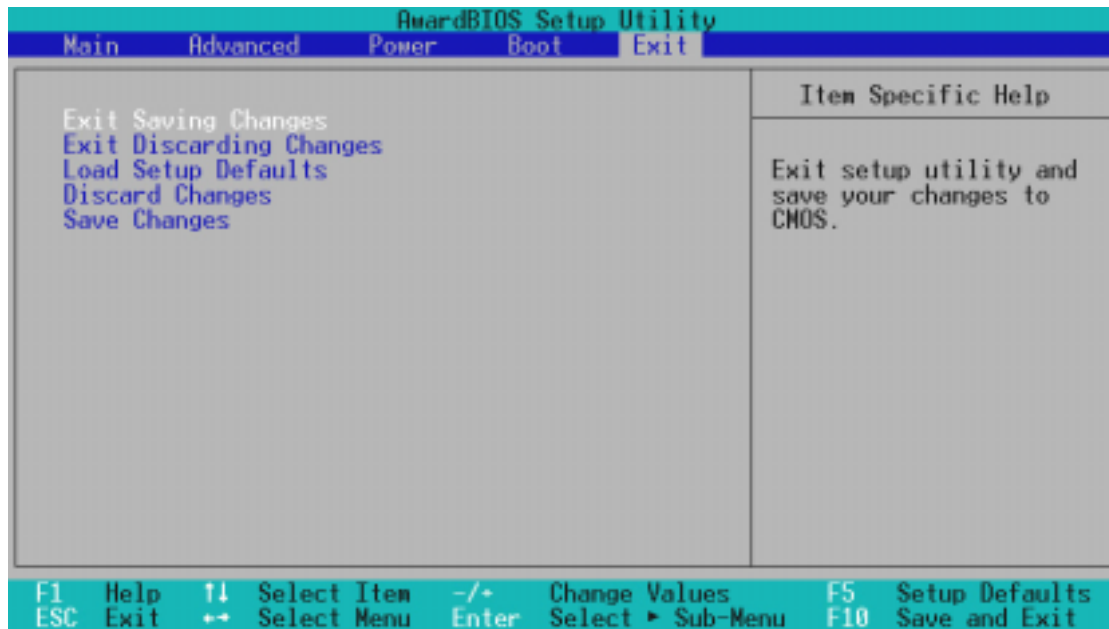 AwardBIOS Setup Utility
Main Advanced Power Boot Exit
Item Specific Help
Exit Saving Changes
Exit Discarding Changes
Load Setup Defaults
Discard Changes
Save Changes
Exit setup utility and
save your changes to
CMOS.
F1 Help ↑↓ Select Item -/+ Change Values F5 Setup Defaults
ESC Exit ←→ Select Menu Enter Select ► Sub-Menu F10 Save and Exit